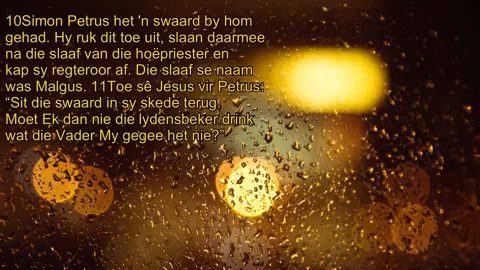 10Simon Petrus het 'n swaard by hom
gehad. Hy ruk dit toe uit, slaan daarmee
na die slaaf van die hoëpriester en
kap sy regteroor af. Die slaaf se naam
was Malgus. 11Toe sê Jesus vir Petrus:
“Sit die swaard in sy skede terug.
Moet Ek dan nie die lydensbeker drink
wat die Vader My gegee het nie?”